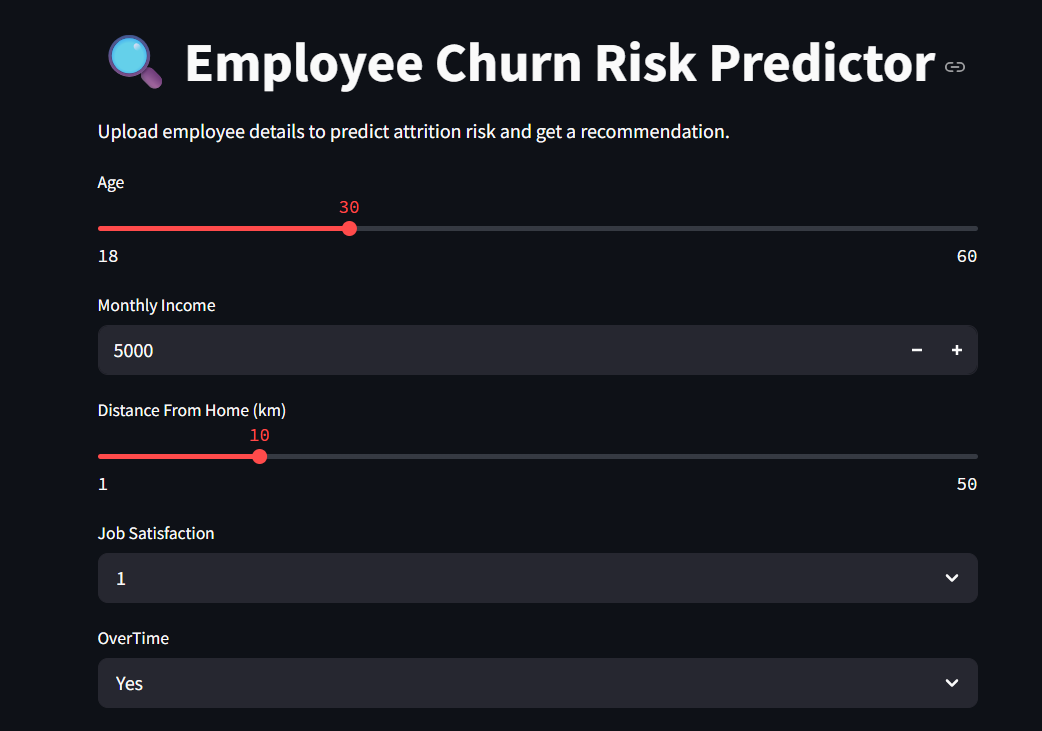 Employee Churn Risk Predictor
Upload employee details to predict attrition risk and get a recommendation.
Age
30
18 60
Monthly Income
5000 − +
Distance From Home (km)
10
1 50
Job Satisfaction
1
OverTime
Yes